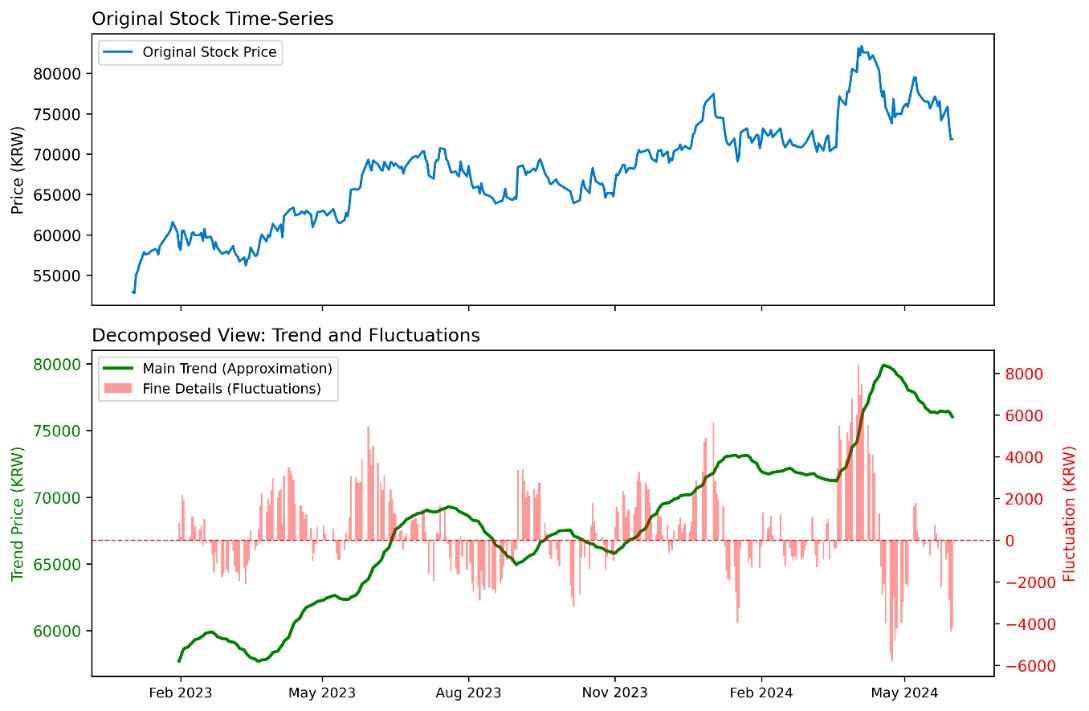 Original Stock Time-Series
Original Stock Price
80000
75000
70000
65000
60000
55000
Price (KRW)
Decomposed View: Trend and Fluctuations
Main Trend (Approximation)
Fine Details (Fluctuations)
80000
75000
70000
65000
60000
Trend Price (KRW)
8000
6000
4000
2000
0
−2000
−4000
−6000
Fluctuation (KRW)
Feb 2023 May 2023 Aug 2023 Nov 2023 Feb 2024 May 2024